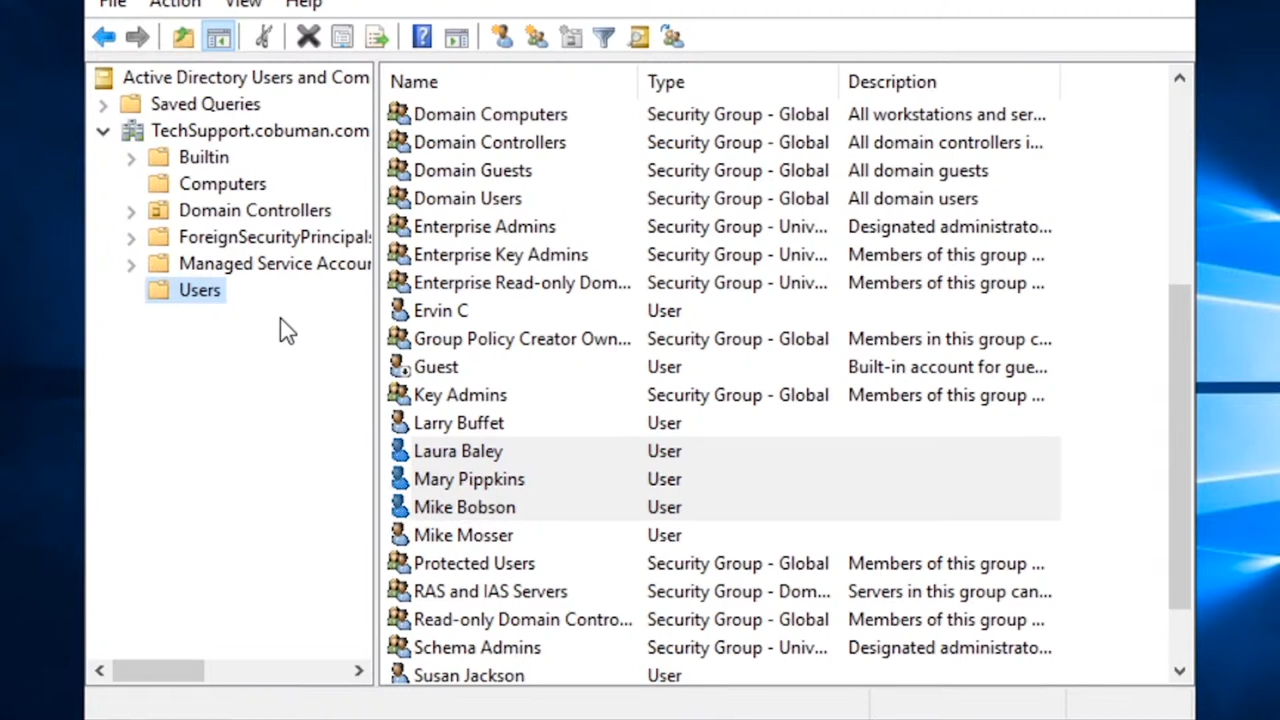 File Action View Help
Active Directory Users and Com
Saved Queries
TechSupport.cobuman.com
Builtin
Computers
Domain Controllers
ForeignSecurityPrincipals
Managed Service Accour
Users
Name Type Description
Domain Computers Security Group - Global All workstations and ser...
Domain Controllers Security Group - Global All domain controllers i...
Domain Guests Security Group - Global All domain guests
Domain Users Security Group - Global All domain users
Enterprise Admins Security Group - Univ... Designated administrato...
Enterprise Key Admins Security Group - Univ... Members of this group ...
Enterprise Read-only Dom... Security Group - Univ... Members of this group ...
Ervin C User
Group Policy Creator Own... Security Group - Global Members in this group c...
Guest User Built-in account for gue...
Key Admins Security Group - Global Members of this group ...
Larry Buffet User
Laura Baley User
Mary Pippkins User
Mike Bobson User
Mike Mosser User
Protected Users Security Group - Global Members of this group ...
RAS and IAS Servers Security Group - Dom... Servers in this group can...
Read-only Domain Contro... Security Group - Global Members of this group ...
Schema Admins Security Group - Univ... Designated administrato...
Susan Jackson User